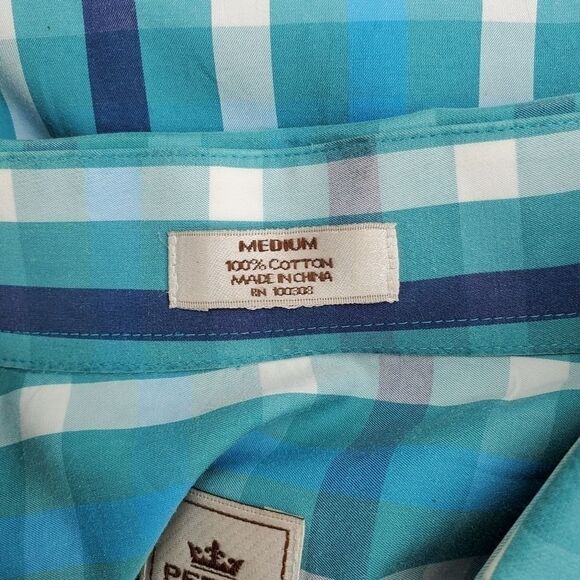 MEDIUM
100% COTTON
MADE IN CHINA
RN 100308